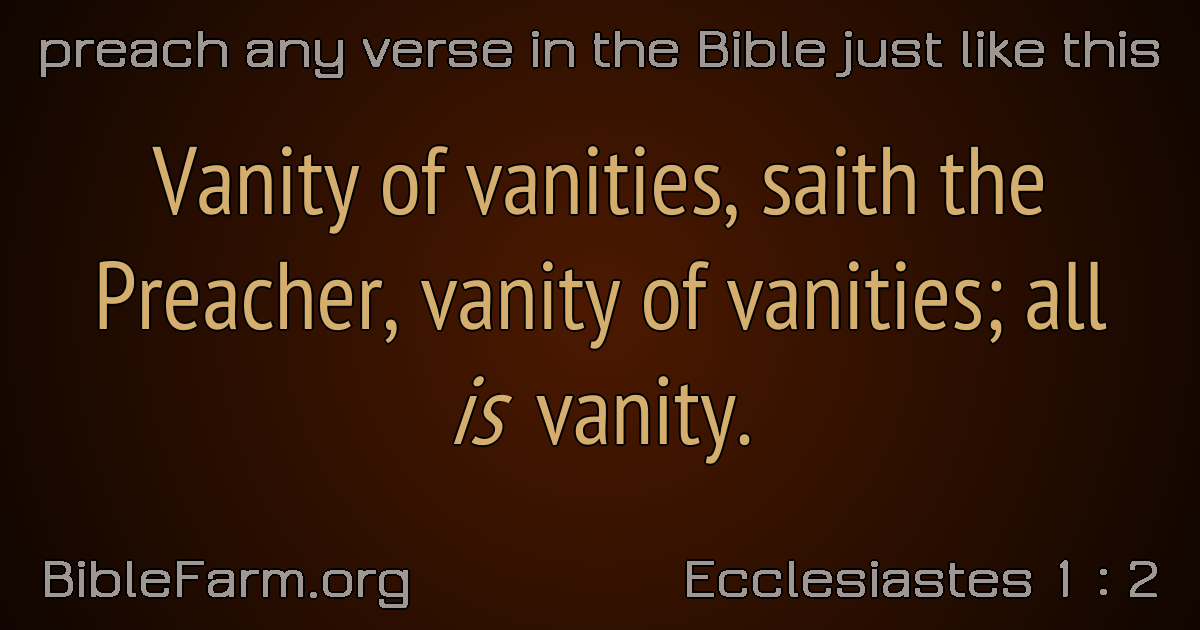 preach any verse in the Bible just like this
Vanity of vanities, saith the
Preacher, vanity of vanities; all
is vanity.
BibleFarm.org
Ecclesiastes 1 : 2